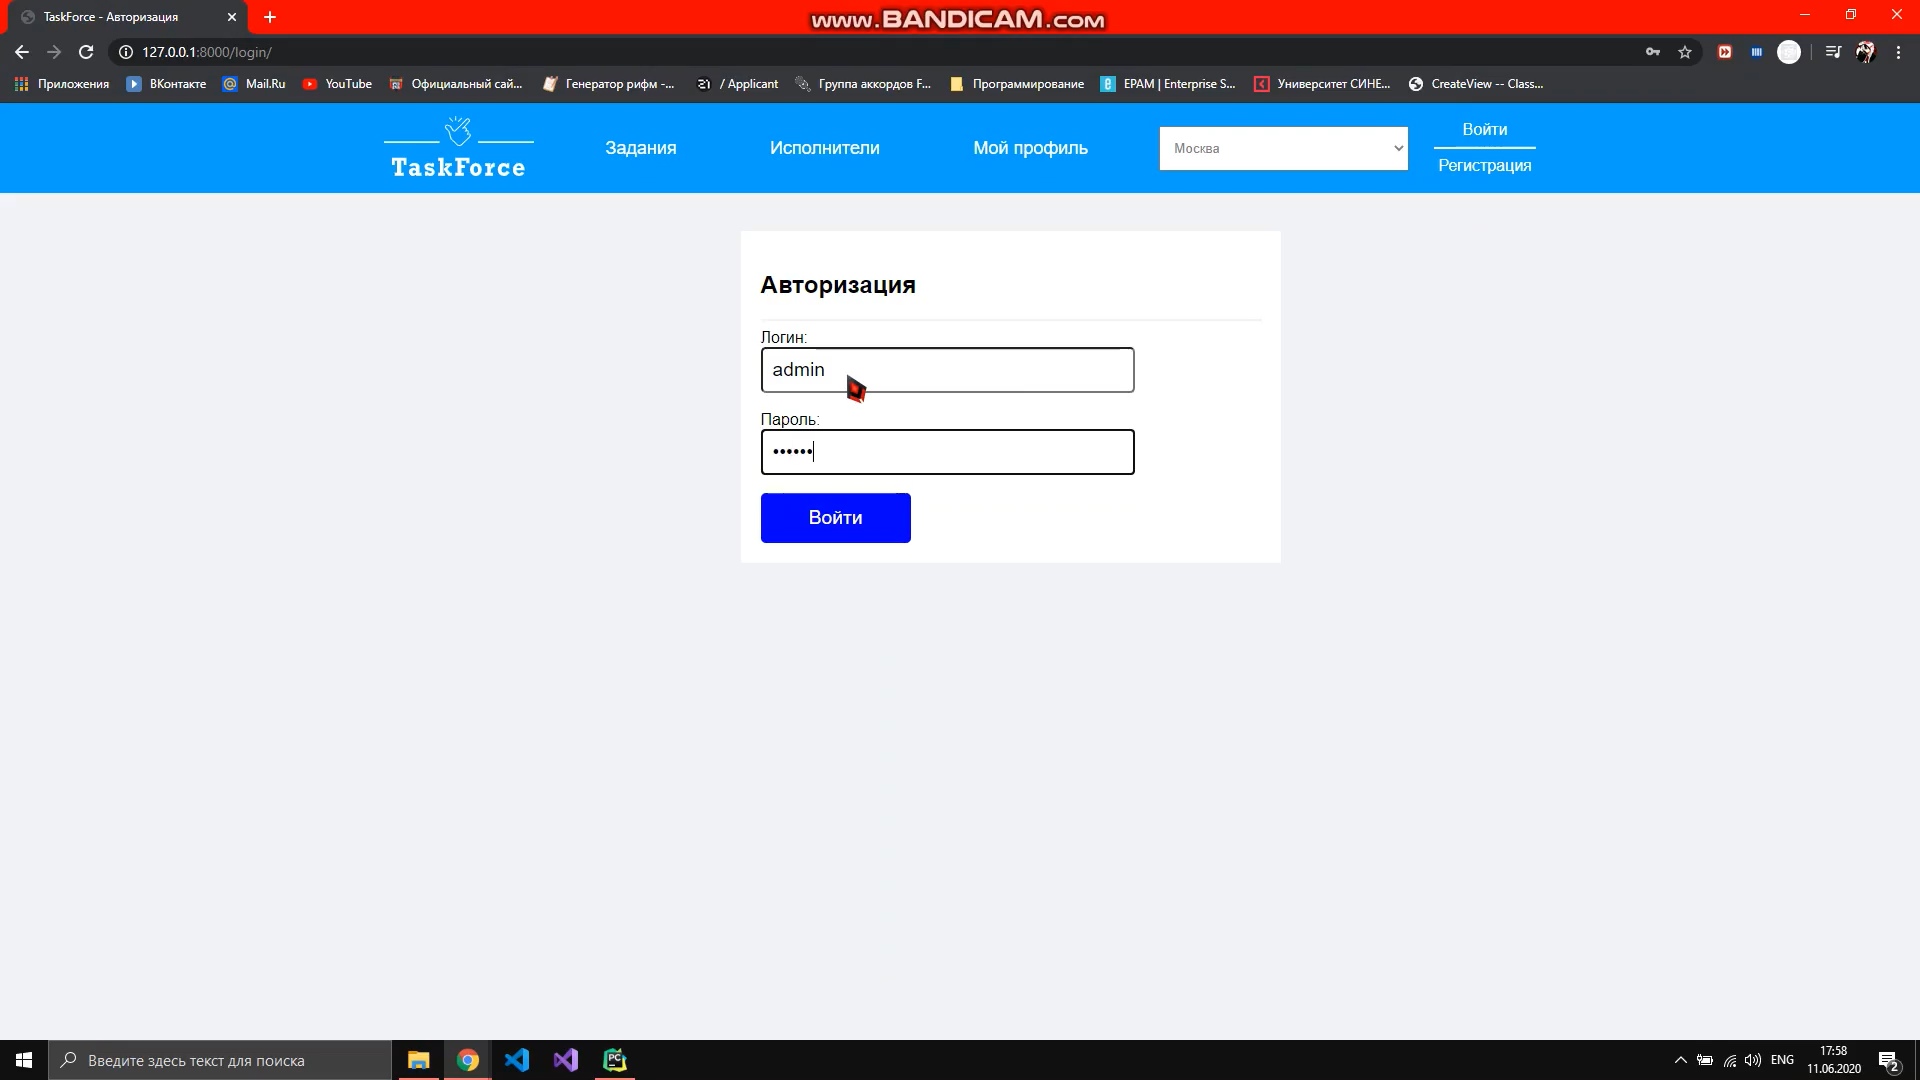 TaskForce - Авторизация
www.BANDICAM.com
127.0.0.1:8000/login/
Приложения
ВКонтакте
Mail.Ru
YouTube
Официальный сай...
Генератор рифм -...
/ Applicant
Группа аккордов F...
Программирование
EPAM | Enterprise S...
Университет СИНЕ...
CreateView -- Class...
TaskForce
Задания
Исполнители
Мой профиль
Москва
Войти
Регистрация
Авторизация
Логин:
admin
Пароль:
••••••
Войти
Введите здесь текст для поиска
PC
ENG
17:58
11.06.2020
2